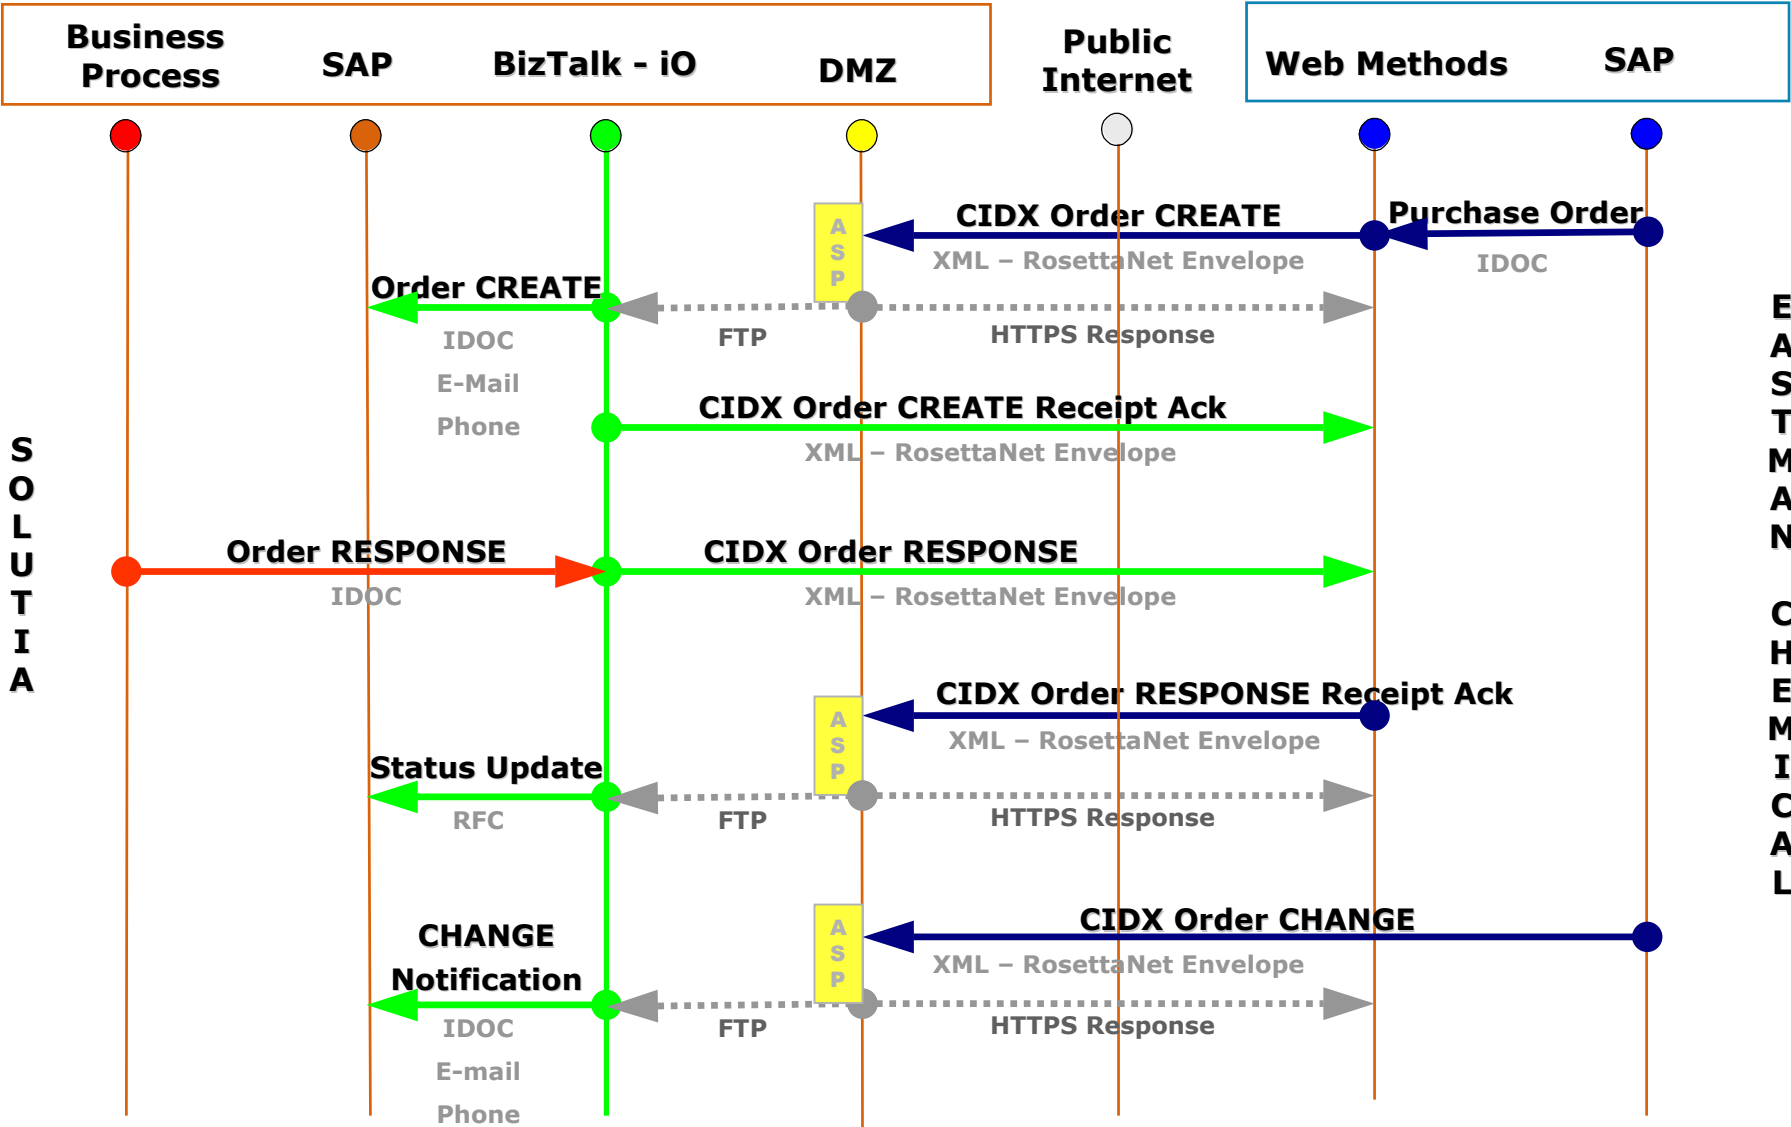 Business
Process
SAP
BizTalk - iO
DMZ
Public
Internet
Web Methods
SAP
CIDX Order CREATE
Purchase Order
XML – RosettaNet Envelope
IDOC
A
S
P
Order CREATE
IDOC
E-Mail
Phone
FTP
HTTPS Response
CIDX Order CREATE Receipt Ack
XML – RosettaNet Envelope
S
O
L
U
T
I
A
E
A
S
T
M
A
N
C
H
E
M
I
C
A
L
Order RESPONSE
IDOC
CIDX Order RESPONSE
XML – RosettaNet Envelope
CIDX Order RESPONSE Receipt Ack
XML – RosettaNet Envelope
A
S
P
Status Update
RFC
FTP
HTTPS Response
CIDX Order CHANGE
XML – RosettaNet Envelope
A
S
P
CHANGE
Notification
IDOC
E-mail
Phone
FTP
HTTPS Response